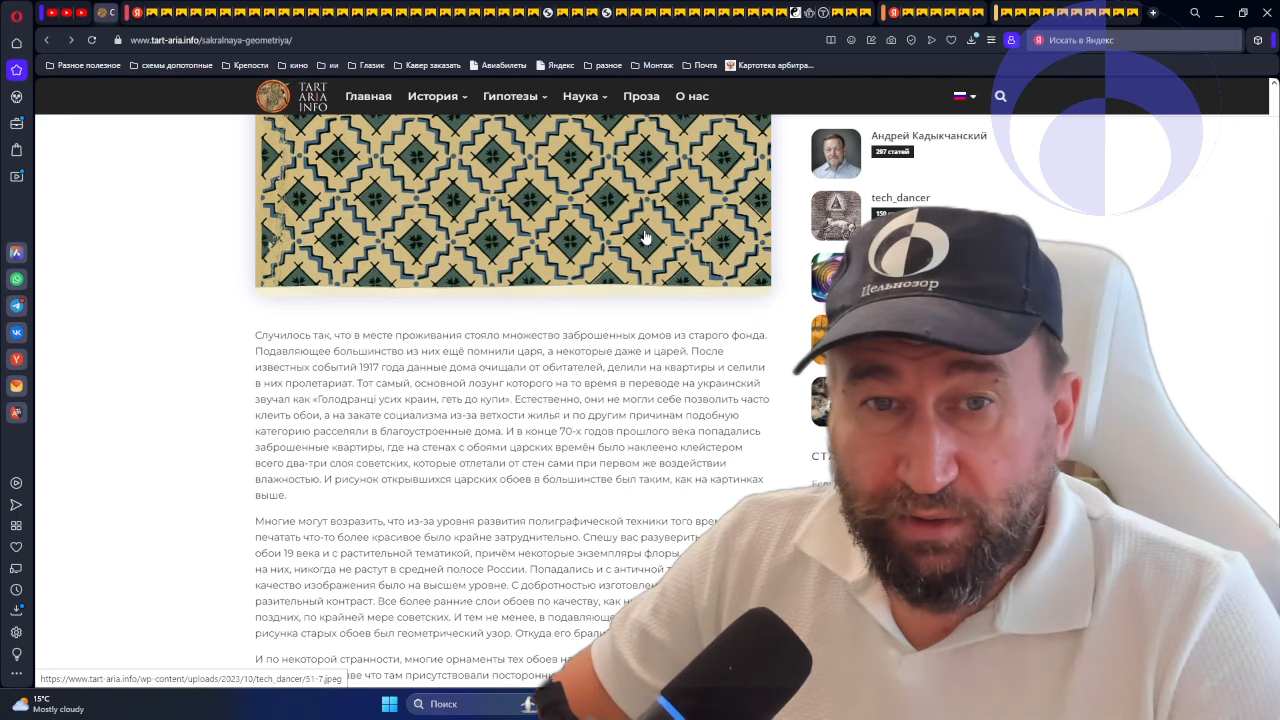 www.tart-aria.info/sakralnaya-geometriya/
Искать в Яндекс
Разное полезное
схемы допотопные
Крепости
кино
ии
Глазик
Кавер заказать
Авиабилеты
Яндекс
разное
Монтаж
Почта
Картотека арбитра...
TART
ARIA
INFO
Главная
История
Гипотезы
Наука
Проза
О нас
Андрей Кадыкчанский
297 статей
tech_dancer
Цельнозор
Случилось так, что в месте проживания стояло множество заброшенных домов из старого фонда.
Подавляющее большинство из них ещё помнили царя, а некоторые даже и царей. После
известных событий 1917 года данные дома очищали от обитателей, делили на квартиры и селили
в них пролетариат. Тот самый, основной лозунг которого на то время в переводе на украинский
звучал как «Голодранці усих краин, геть до купи». Естественно, они не могли себе позволить часто
клеить обои, а на закате социализма из-за ветхости жилья и по другим причинам подобную
категорию расселяли в благоустроенные дома. И в конце 70-х годов прошлого века попадались
заброшенные квартиры, где на стенах с обоями царских времён было наклеено клейстером
всего два-три слоя советских, которые отлетали от стен сами при первом же воздействии
влажностью. И рисунок открывшихся царских обоев в большинстве был таким, как на картинках
выше.
Многие могут возразить, что из-за уровня развития полиграфической техники того
печатать что-то более красивое было крайне затруднительно. Спешу вас разуверить
обои 19 века и с растительной тематикой, причём некоторые экземпляры флоры,
на них, никогда не растут в средней полосе России. Попадались и с античной
качество изображения было на высшем уровне. С добротностью
разительный контраст. Все более ранние слои обоев по качеству, как
поздних, по крайней мере советских. И тем не менее, в
рисунка старых обоев был геометрический узор. Откуда его
И по некоторой странности, многие орнаменты тех обоев
что там присутствовали
https://www.tart-aria.info/wp-content/uploads/2023/10/tech_dancer/51-7.jpeg
15°C
Mostly cloudy
Поиск